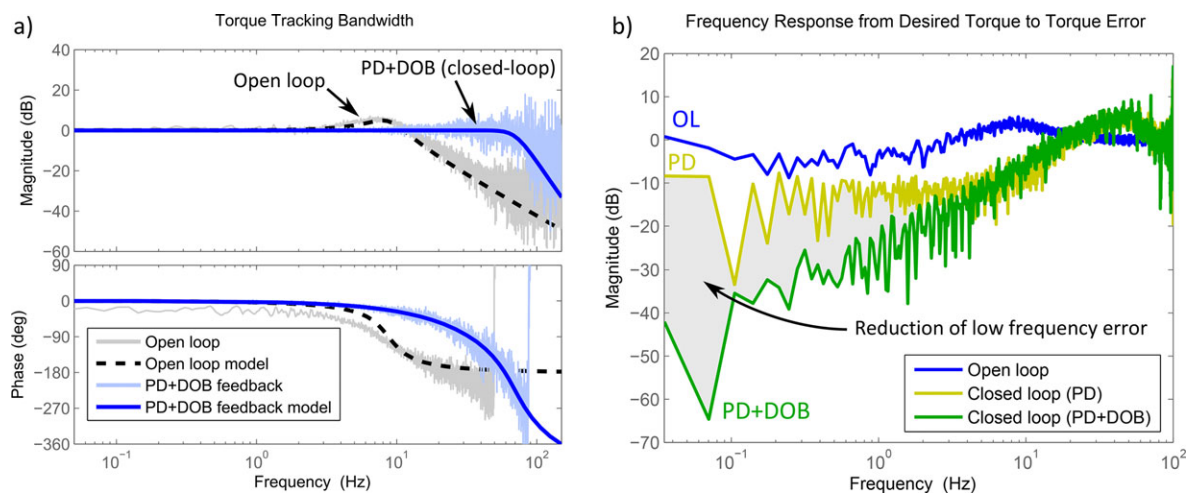 a)
Torque Tracking Bandwidth
40
20
0
−20
−40
−60
Magnitude (dB)
Open loop
PD+DOB (closed-loop)
90
0
−90
−180
−270
−360
Phase (deg)
Open loop
Open loop model
PD+DOB feedback
PD+DOB feedback model
10⁻¹
10⁰
10¹
10²
Frequency (Hz)
b)
Frequency Response from Desired Torque to Torque Error
20
10
0
−10
−20
−30
−40
−50
−60
−70
Magnitude (dB)
OL
PD
PD+DOB
Reduction of low frequency error
Open loop
Closed loop (PD)
Closed loop (PD+DOB)
10⁻¹
10⁰
10¹
10²
Frequency (Hz)